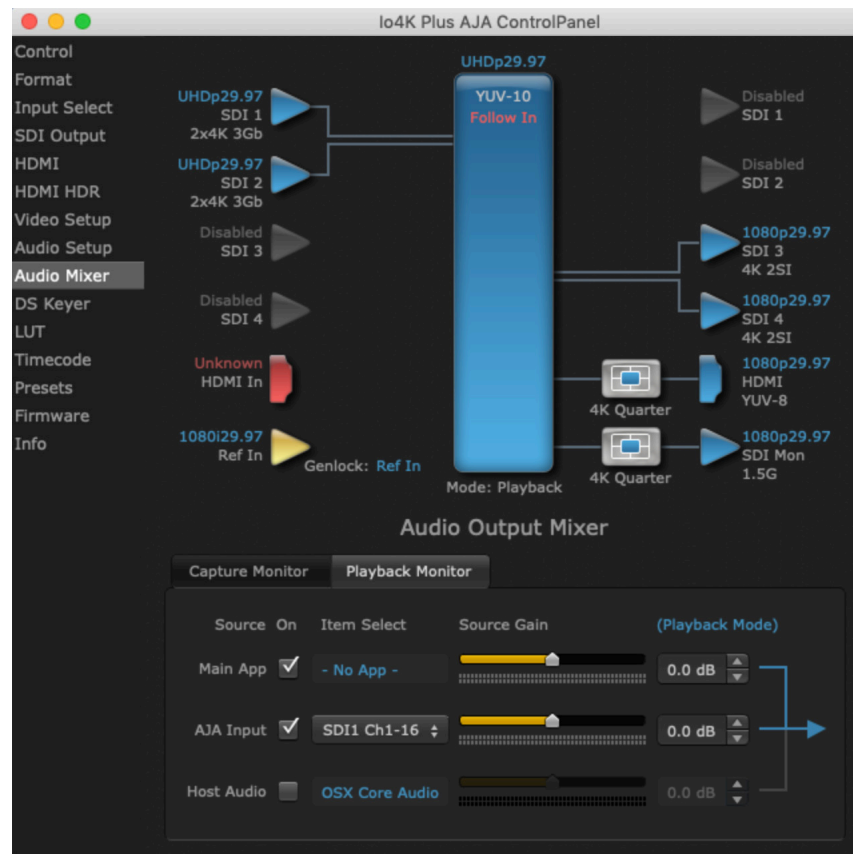 Io4K Plus AJA ControlPanel
Control
Format
Input Select
SDI Output
HDMI
HDMI HDR
Video Setup
Audio Setup
Audio Mixer
DS Keyer
LUT
Timecode
Presets
Firmware
Info
UHDp29.97
SDI 1
2x4K 3Gb
UHDp29.97
SDI 2
2x4K 3Gb
Disabled
SDI 3
Disabled
SDI 4
Unknown
HDMI In
1080i29.97
Ref In
Genlock: Ref In
UHDp29.97
YUV-10
Follow In
Mode: Playback
Disabled
SDI 1
Disabled
SDI 2
1080p29.97
SDI 3
4K 2SI
1080p29.97
SDI 4
4K 2SI
4K Quarter
1080p29.97
HDMI
YUV-8
4K Quarter
1080p29.97
SDI Mon
1.5G
Audio Output Mixer
Capture Monitor Playback Monitor
Source On Item Select Source Gain (Playback Mode)
Main App - No App - 0.0 dB
AJA Input SDI1 Ch1-16 0.0 dB
Host Audio OSX Core Audio 0.0 dB